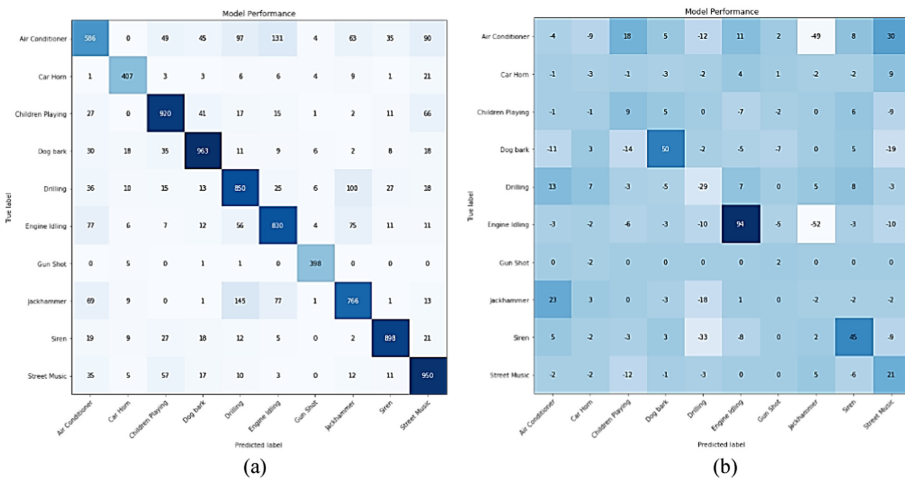 Model Performance
Air Conditioner 586 0 49 45 97 131 4 63 35 90
Car Horn 1 407 3 3 6 6 4 9 1 21
Children Playing 27 0 920 41 17 15 1 2 11 66
Dog bark 30 18 35 963 11 9 6 2 8 18
Drilling 36 10 15 13 850 25 6 100 27 18
Engine Idling 77 6 7 12 56 830 4 75 11 11
Gun Shot 0 5 0 1 1 0 398 0 0 0
Jackhammer 69 9 0 1 145 77 1 766 1 13
Siren 19 9 27 18 12 5 0 2 898 21
Street Music 35 5 57 17 10 3 0 12 11 950
True label
Air Conditioner Car Horn Children Playing Dog bark Drilling Engine Idling Gun Shot Jackhammer Siren Street Music
Predicted label
(a)
Model Performance
Air Conditioner -4 -9 18 5 -12 11 2 -49 8 30
Car Horn -1 -3 -1 -3 -2 4 1 -2 -2 9
Children Playing -1 -1 9 5 0 -7 -2 0 6 -9
Dog bark -11 3 -14 50 -2 -5 -7 0 5 -19
Drilling 13 7 -3 -5 -29 7 0 5 8 -3
Engine Idling -3 -2 -6 -3 -10 94 -5 -52 -3 -10
Gun Shot 0 -2 0 0 0 0 2 0 0 0
Jackhammer 23 3 0 -3 -18 1 0 -2 -2 -2
Siren 5 -2 -3 3 -33 -8 0 2 45 -9
Street Music -2 -2 -12 -1 -3 0 0 5 -6 21
True label
Air Conditioner Car Horn Children Playing Dog bark Drilling Engine Idling Gun Shot Jackhammer Siren Street Music
Predicted label
(b)